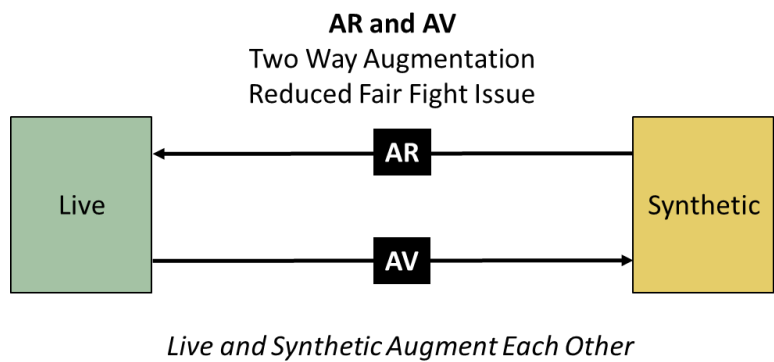 AR and AV
Two Way Augmentation
Reduced Fair Fight Issue
AR
Live
Synthetic
AV
Live and Synthetic Augment Each Other